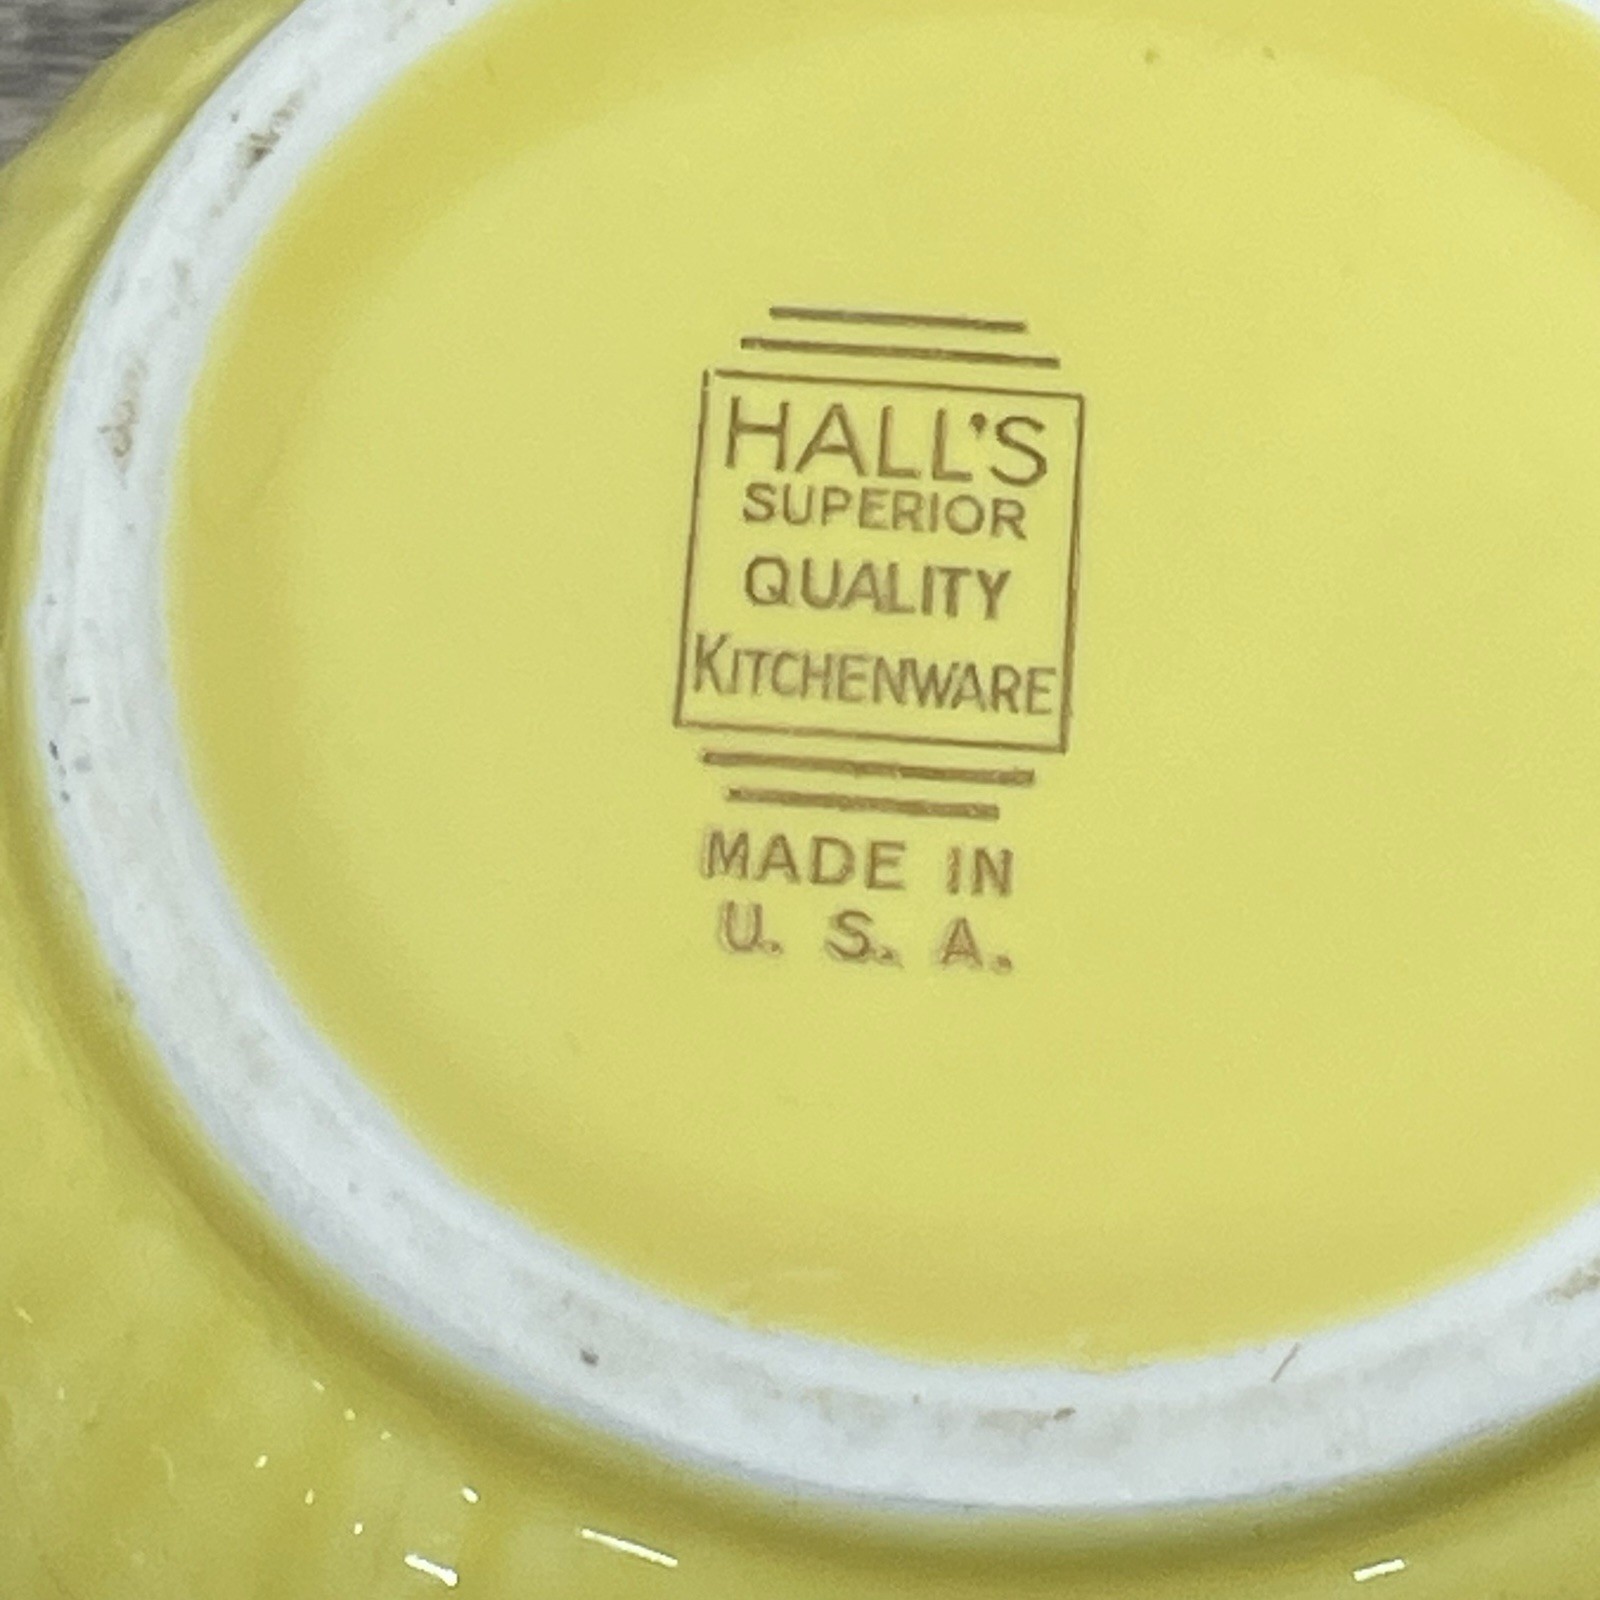 HALL'S
SUPERIOR
QUALITY
KITCHENWARE
MADE IN
U. S. A.